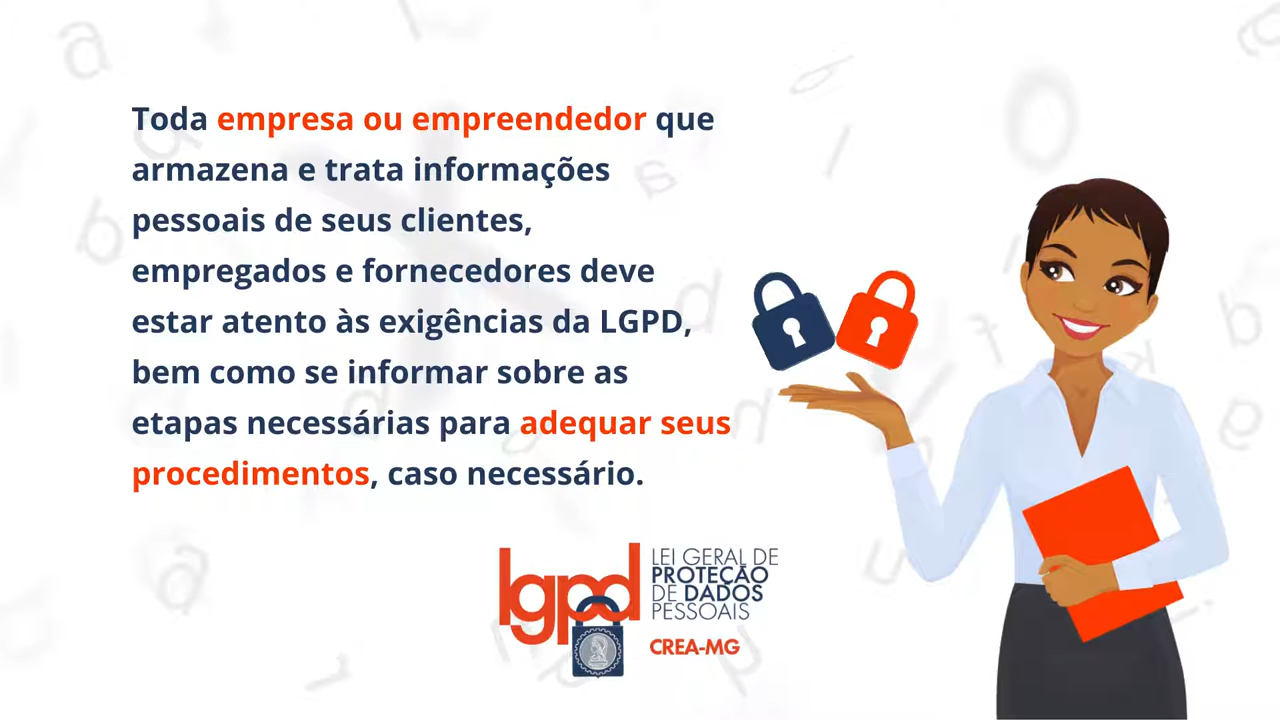 Toda empresa ou empreendedor que
armazena e trata informações
pessoais de seus clientes,
empregados e fornecedores deve
estar atento às exigências da LGPD,
bem como se informar sobre as
etapas necessárias para adequar seus
procedimentos, caso necessário.
lgpd
LEI GERAL DE
PROTEÇÃO
DE DADOS
PESSOAIS
CREA-MG